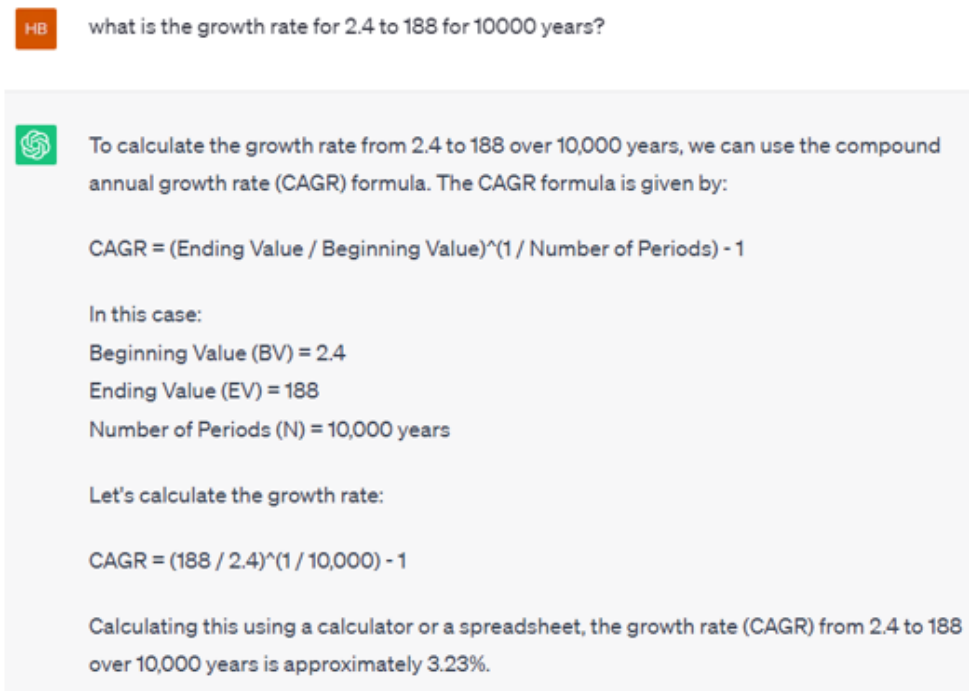 HB
what is the growth rate for 2.4 to 188 for 10000 years?
To calculate the growth rate from 2.4 to 188 over 10,000 years, we can use the compound
annual growth rate (CAGR) formula. The CAGR formula is given by:
CAGR = (Ending Value / Beginning Value)^(1 / Number of Periods) - 1
In this case:
Beginning Value (BV) = 2.4
Ending Value (EV) = 188
Number of Periods (N) = 10,000 years
Let's calculate the growth rate:
CAGR = (188 / 2.4)^(1 / 10,000) - 1
Calculating this using a calculator or a spreadsheet, the growth rate (CAGR) from 2.4 to 188
over 10,000 years is approximately 3.23%.